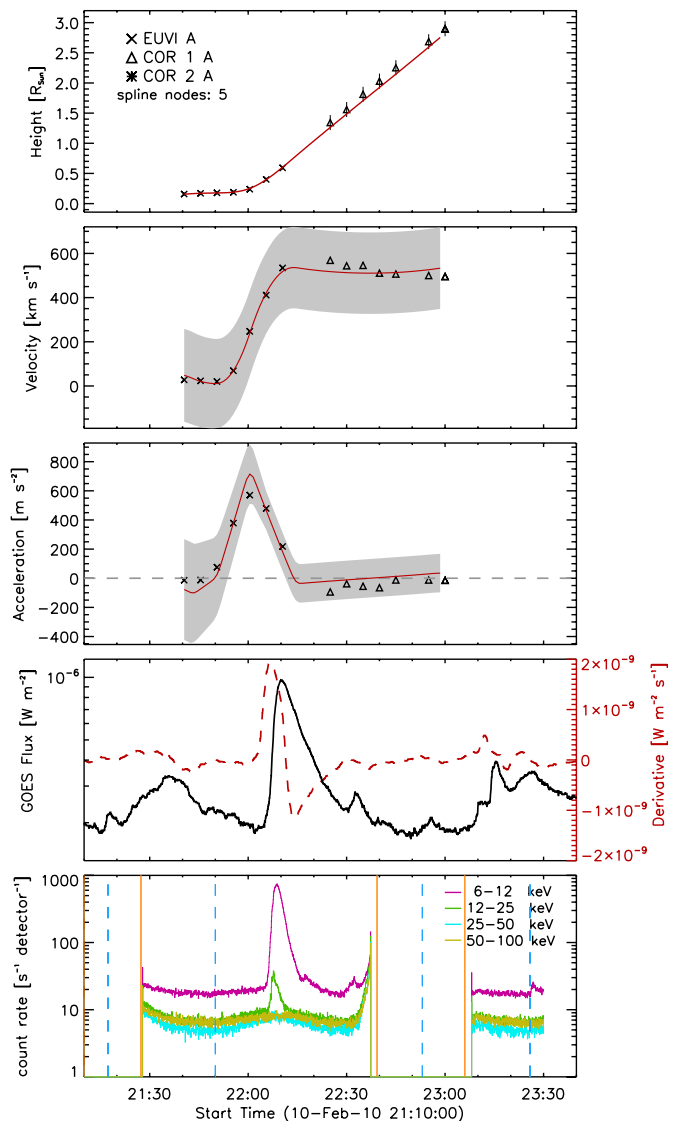 3.0
2.5
2.0
1.5
1.0
0.5
0.0
Height [R_Sun]
EUVI A
COR 1 A
COR 2 A
spline nodes: 5
600
400
200
0
Velocity [km s⁻¹]
800
600
400
200
0
−200
−400
Acceleration [m s⁻²]
10⁻⁶
GOES Flux [W m⁻²]
2×10⁻⁹
1×10⁻⁹
0
−1×10⁻⁹
−2×10⁻⁹
Derivative [W m⁻² s⁻¹]
1000
100
10
1
count rate [s⁻¹ detector⁻¹]
6−12 keV
12−25 keV
25−50 keV
50−100 keV
21:30 22:00 22:30 23:00 23:30
Start Time (10−Feb−10 21:10:00)